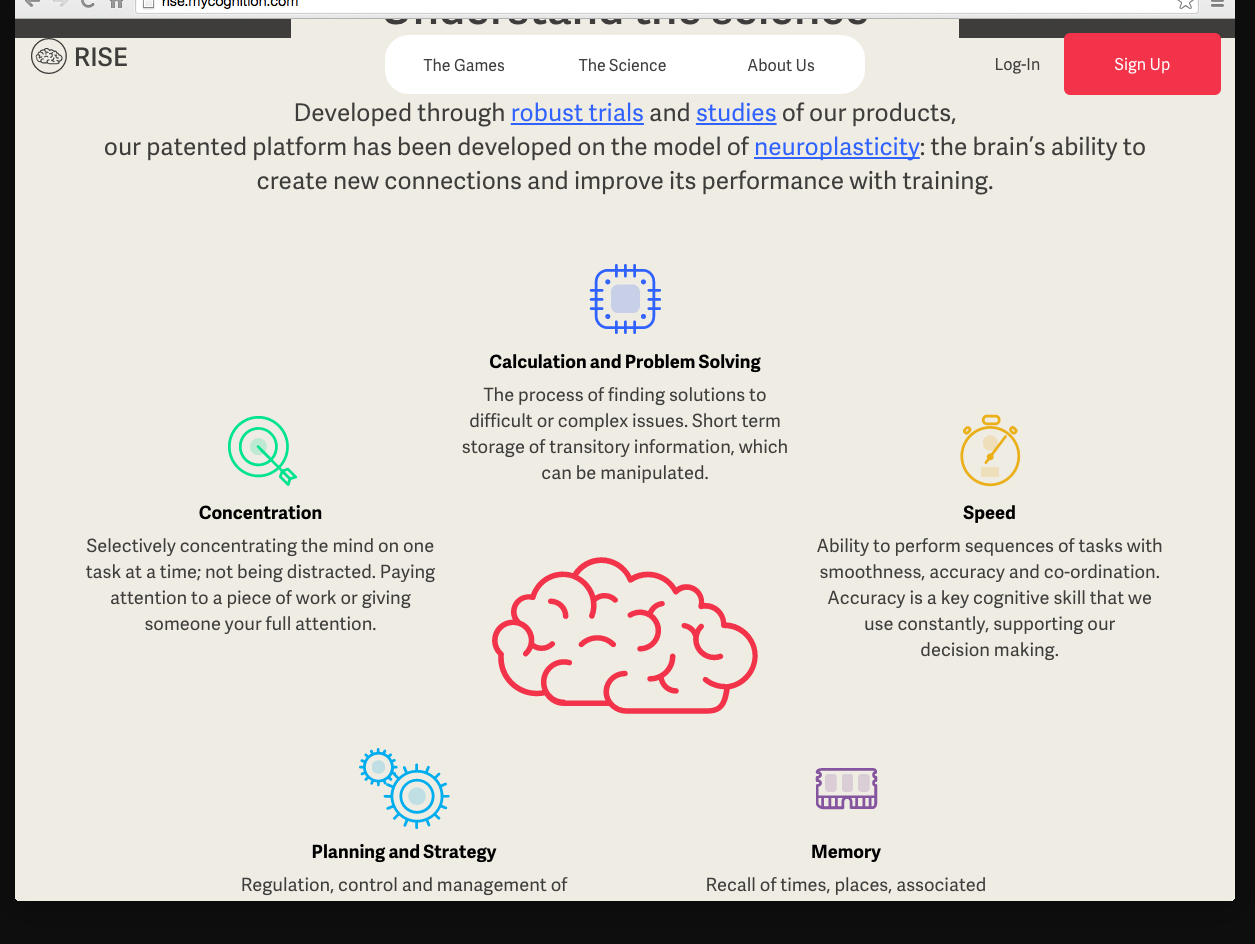 rise.mycognition.com
Understand the science
RISE
The Games
The Science
About Us
Log-In
Sign Up
Developed through robust trials and studies of our products,
our patented platform has been developed on the model of neuroplasticity: the brain’s ability to
create new connections and improve its performance with training.
Calculation and Problem Solving
The process of finding solutions to
difficult or complex issues. Short term
storage of transitory information, which
can be manipulated.
Concentration
Selectively concentrating the mind on one
task at a time; not being distracted. Paying
attention to a piece of work or giving
someone your full attention.
Speed
Ability to perform sequences of tasks with
smoothness, accuracy and co-ordination.
Accuracy is a key cognitive skill that we
use constantly, supporting our
decision making.
Planning and Strategy
Regulation, control and management of
Memory
Recall of times, places, associated